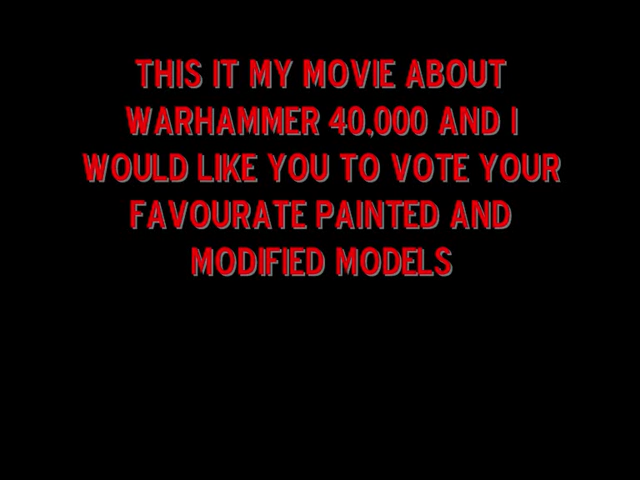 THIS IT MY MOVIE ABOUT
WARHAMMER 40,000 AND I
WOULD LIKE YOU TO VOTE YOUR
FAVOURATE PAINTED AND
MODIFIED MODELS